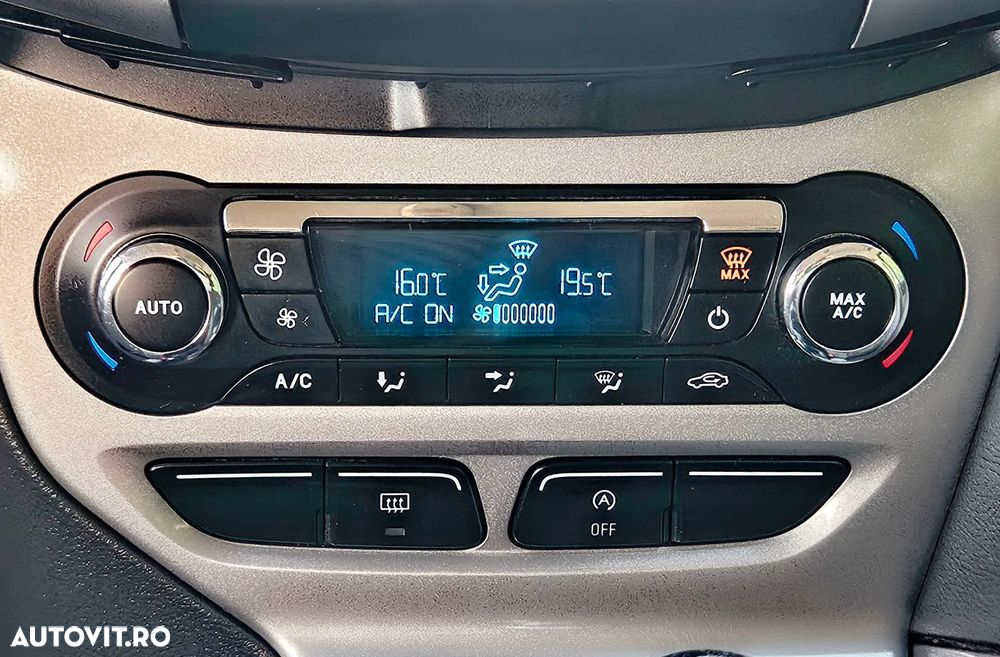 MAX
16.0°C 19.5°C
A/C ON
AUTO
MAX
A/C
A/C
OFF
AUTOVIT.RO